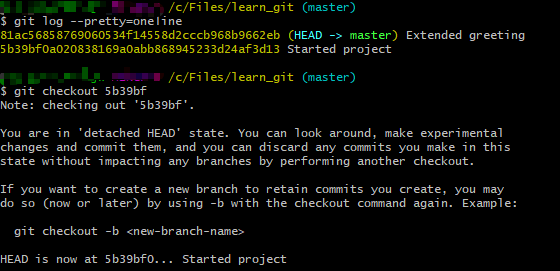 /c/Files/learn_git (master)
$ git log --pretty=oneline
81ac56858769060534f14558d2cccb968b9662eb (HEAD -> master) Extended greeting
5b39bf0a020838169a0abb868945233d24af3d13 Started project
/c/Files/learn_git (master)
$ git checkout 5b39bf
Note: checking out '5b39bf'.
You are in 'detached HEAD' state. You can look around, make experimental
changes and commit them, and you can discard any commits you make in this
state without impacting any branches by performing another checkout.
If you want to create a new branch to retain commits you create, you may
do so (now or later) by using -b with the checkout command again. Example:
git checkout -b <new-branch-name>
HEAD is now at 5b39bf0... Started project